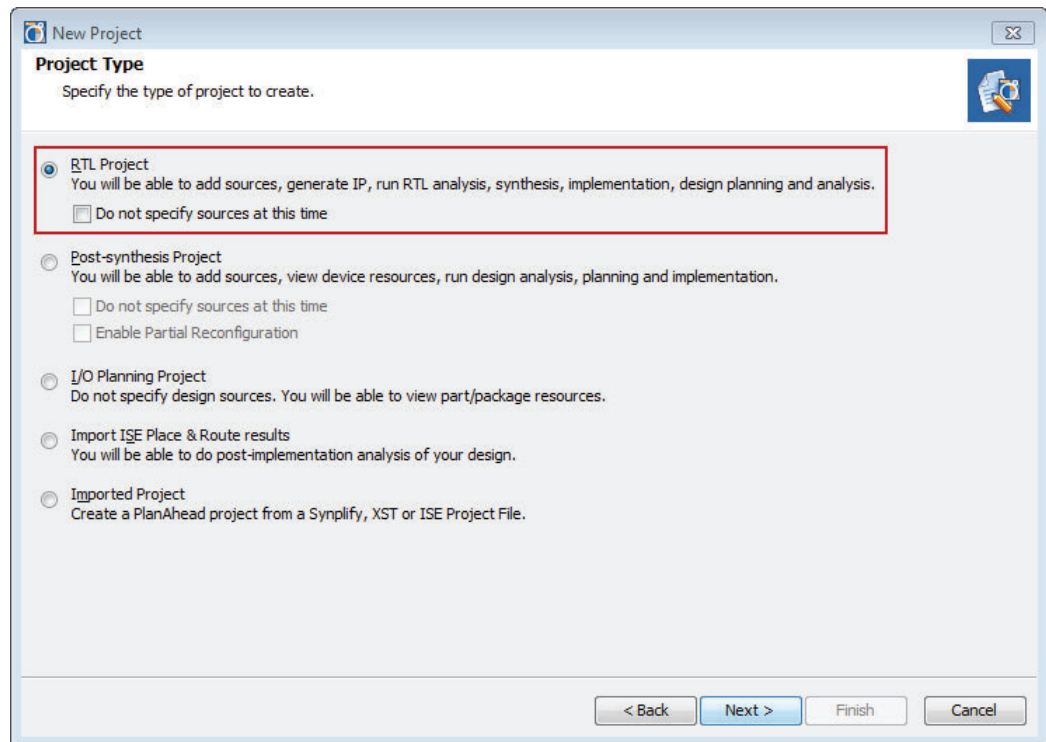 New Project
Project Type
Specify the type of project to create.
RTL Project
You will be able to add sources, generate IP, run RTL analysis, synthesis, implementation, design planning and analysis.
Do not specify sources at this time
Post-synthesis Project
You will be able to add sources, view device resources, run design analysis, planning and implementation.
Do not specify sources at this time
Enable Partial Reconfiguration
I/O Planning Project
Do not specify design sources. You will be able to view part/package resources.
Import ISE Place & Route results
You will be able to do post-implementation analysis of your design.
Imported Project
Create a PlanAhead project from a Synplify, XST or ISE Project File.
< Back Next > Finish Cancel